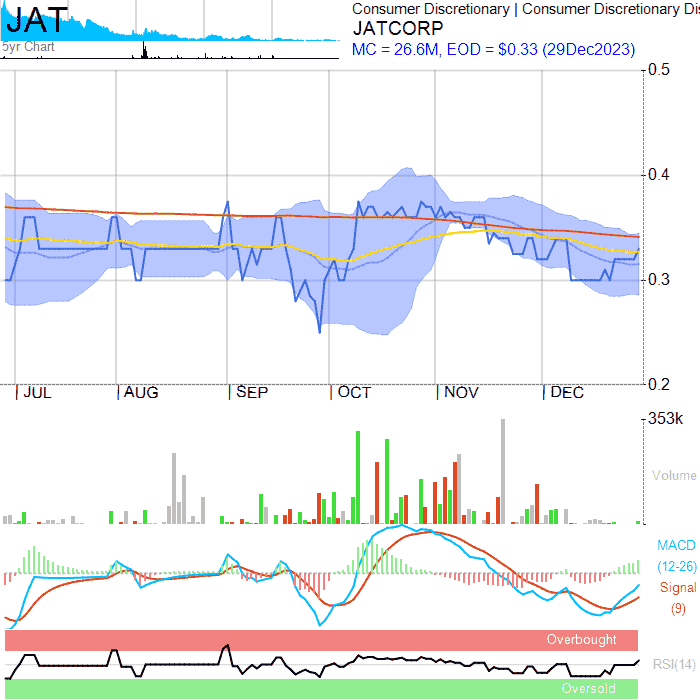 JAT
5yr Chart
Consumer Discretionary | Consumer Discretionary Dis
JATCORP
MC = 26.6M, EOD = $0.33 (29Dec2023)
0.5
0.4
0.3
0.2
JUL AUG SEP OCT NOV DEC
353k
Volume
MACD
(12-26)
Signal
(9)
Overbought
RSI(14)
Oversold